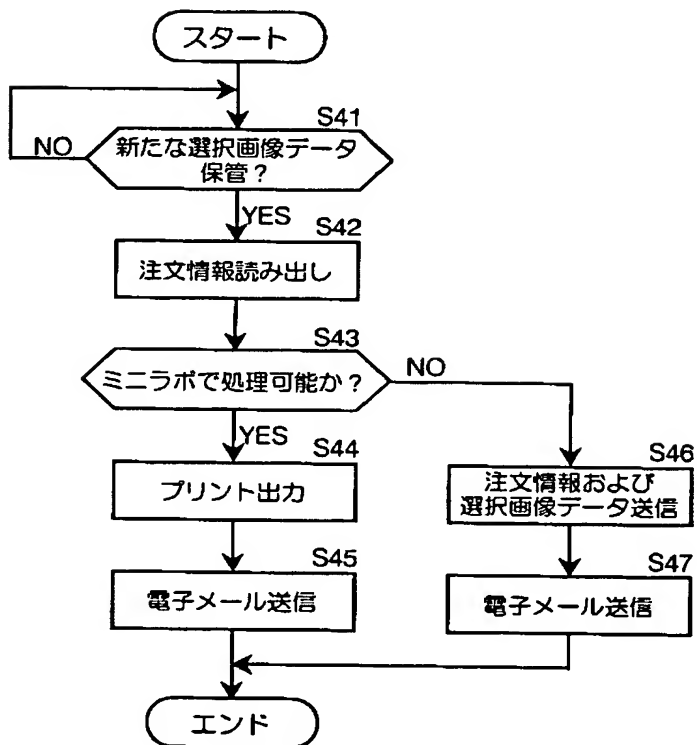 スタート
S41
NO
新たな選択画像データ
保管？
YES
S42
注文情報読み出し
S43
ミニラボで処理可能か？
NO
YES
S44
プリント出力
S46
注文情報および
選択画像データ送信
S45
電子メール送信
S47
電子メール送信
エンド